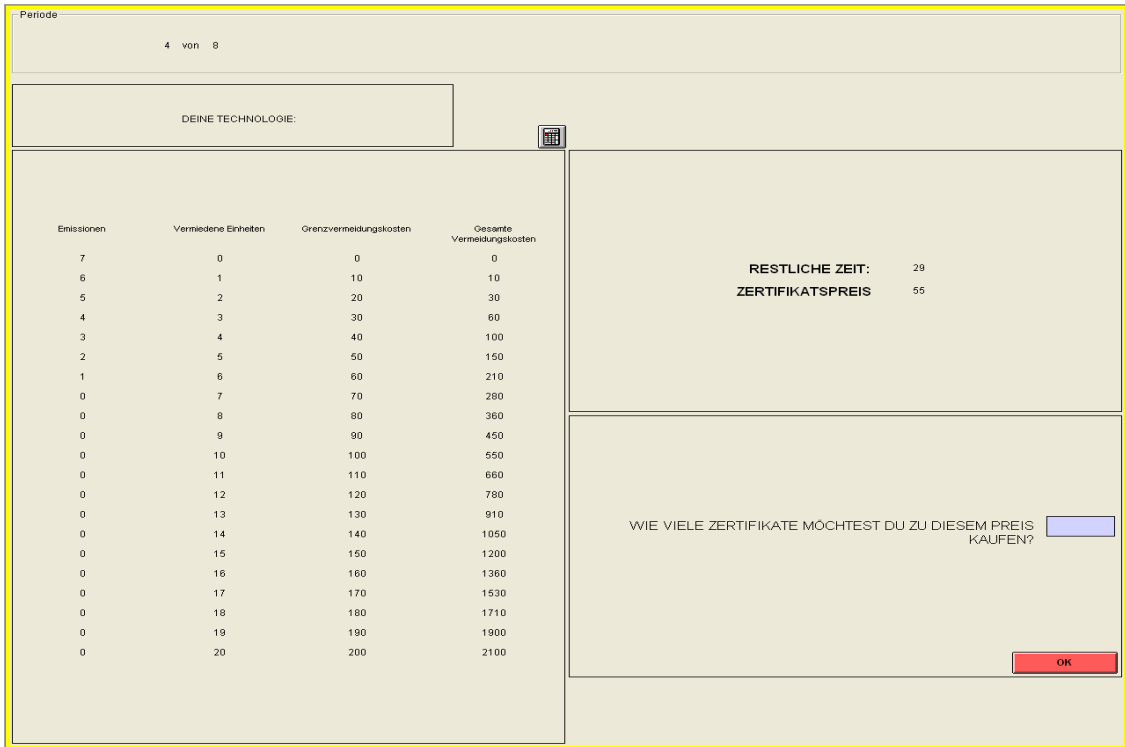 Periode
4 von 8
DEINE TECHNOLOGIE:
Emissionen Vermiedene Einheiten Grenzvermeidungskosten Gesamte
Vermeidungskosten
7 0 0 0
6 1 10 10
5 2 20 30
4 3 30 60
3 4 40 100
2 5 50 150
1 6 60 210
0 7 70 280
0 8 80 360
0 9 90 450
0 10 100 550
0 11 110 660
0 12 120 780
0 13 130 910
0 14 140 1050
0 15 150 1200
0 16 160 1360
0 17 170 1530
0 18 180 1710
0 19 190 1900
0 20 200 2100
RESTLICHE ZEIT: 29
ZERTIFIKATSPREIS 55
WIE VIELE ZERTIFIKATE MÖCHTEST DU ZU DIESEM PREIS
KAUFEN?
OK